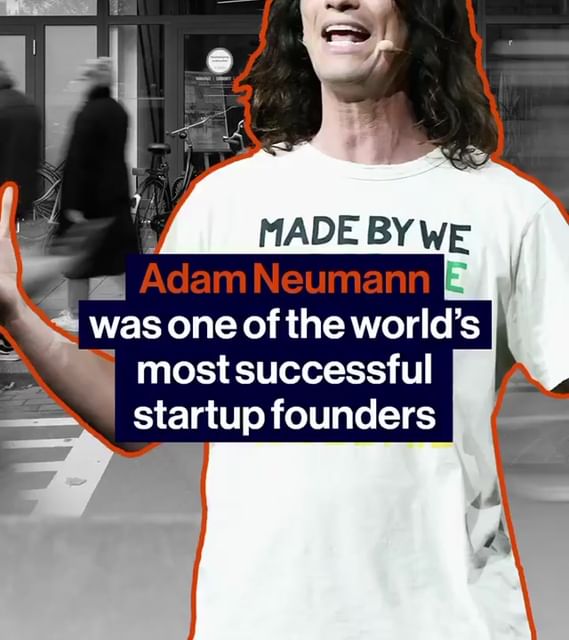 MADE BY WE
E
Adam Neumann
was one of the world's
most successful
startup founders